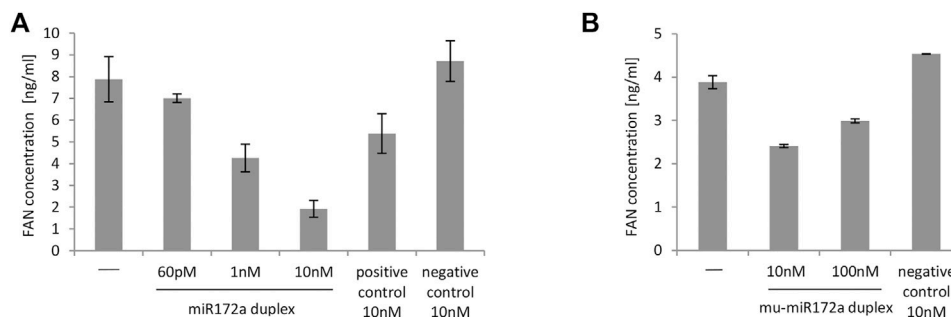 A
FAN concentration [ng/ml]
10
9
8
7
6
5
4
3
2
1
0
—
60pM
1nM
10nM
miR172a duplex
positive
control
10nM
negative
control
10nM
B
FAN concentration [ng/ml]
5
4
3
2
1
0
—
10nM
100nM
mu-miR172a duplex
negative
control
10nM